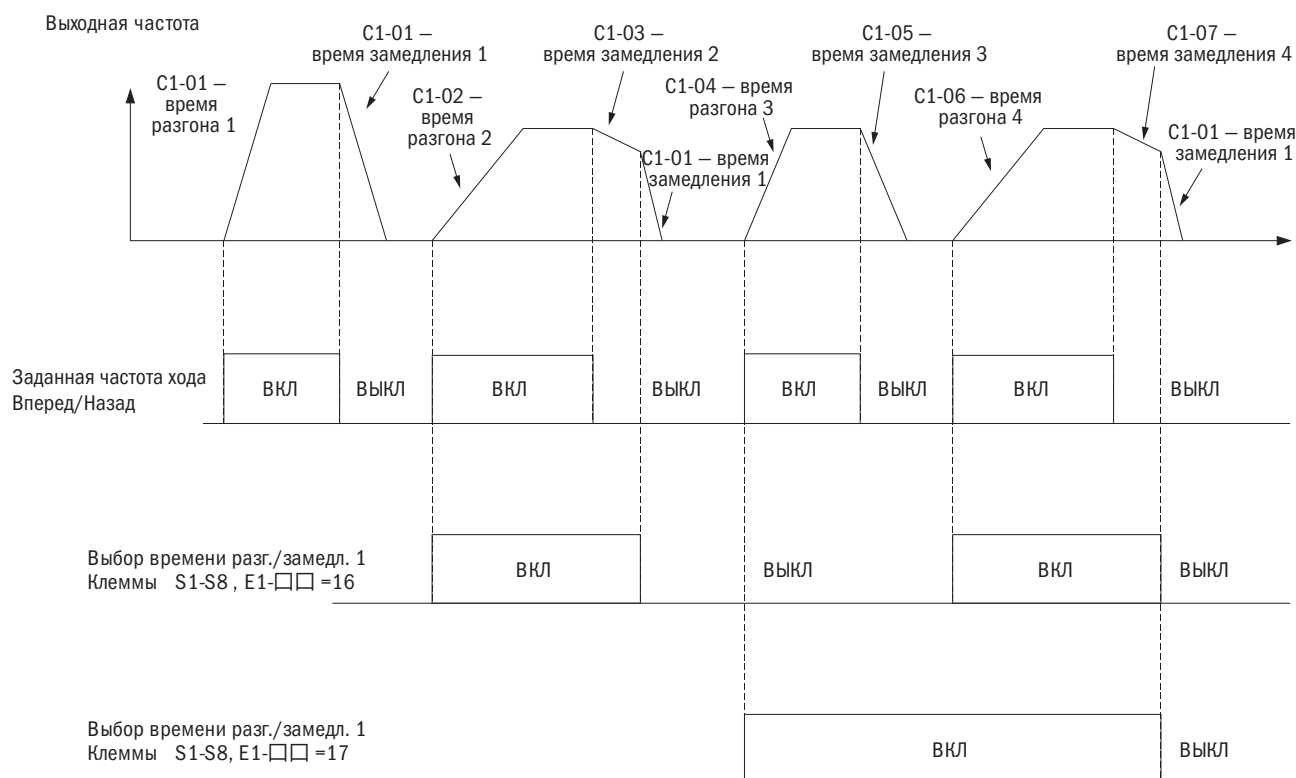 Выходная частота
C1-01 —
время
разгона 1
C1-01 —
время замедления 1
C1-02 —
время
разгона 2
C1-03 —
время замедления 2
C1-01 — время
замедления 1
C1-04 — время
разгона 3
C1-05 —
время замедления 3
C1-06 — время
разгона 4
C1-07 —
время замедления 4
C1-01 — время
замедления 1
Заданная частота хода
Вперед/Назад
ВКЛ
ВЫКЛ
ВКЛ
ВЫКЛ
ВКЛ
ВЫКЛ
ВКЛ
ВЫКЛ
Выбор времени разг./замедл. 1
Клеммы S1-S8 , E1-□□ =16
ВКЛ
ВЫКЛ
ВКЛ
ВЫКЛ
Выбор времени разг./замедл. 1
Клеммы S1-S8, E1-□□ =17
ВКЛ
ВЫКЛ